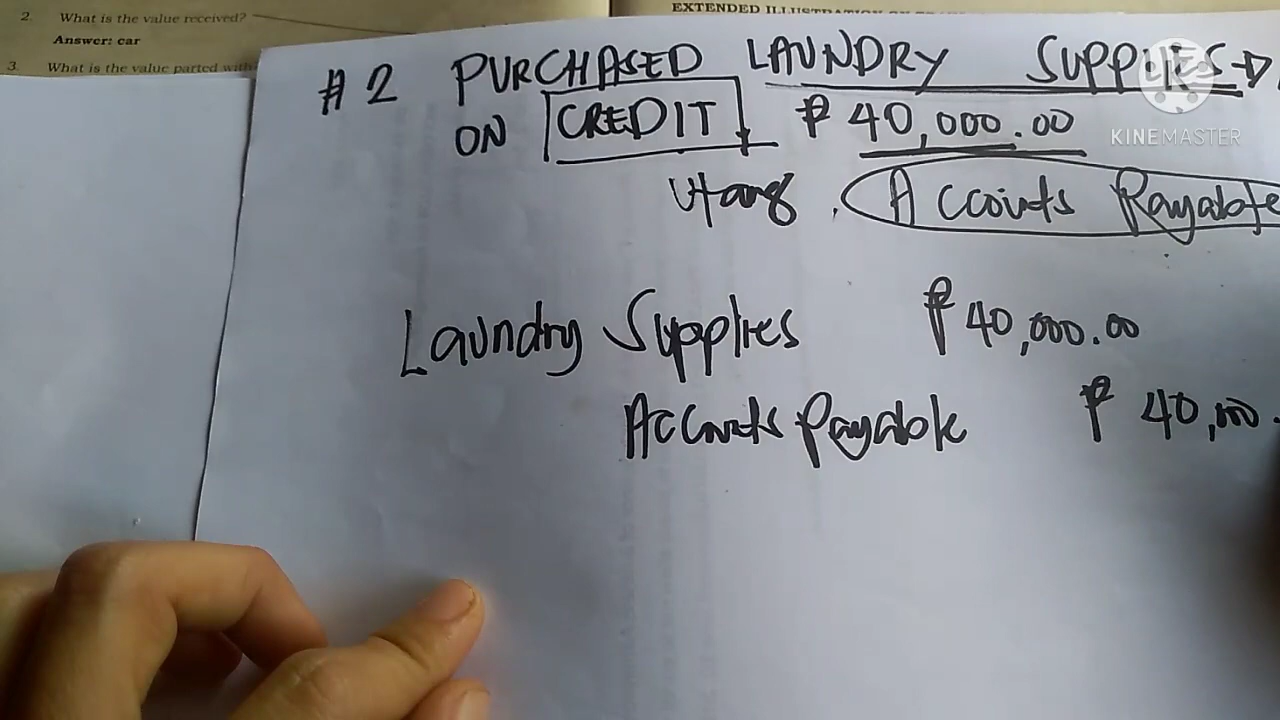 2. What is the value received?
Answer: car
3. What is the value parted with
EXTENDED ILLUSTRATION ON
# 2 PURCHASED LAUNDRY SUPPLIES
ON CREDIT ₱ 40,000.00
Utang. Accounts Payable
Laundry Supplies ₱ 40,000.00
Accounts Payable ₱ 40,000.
KINEMASTER